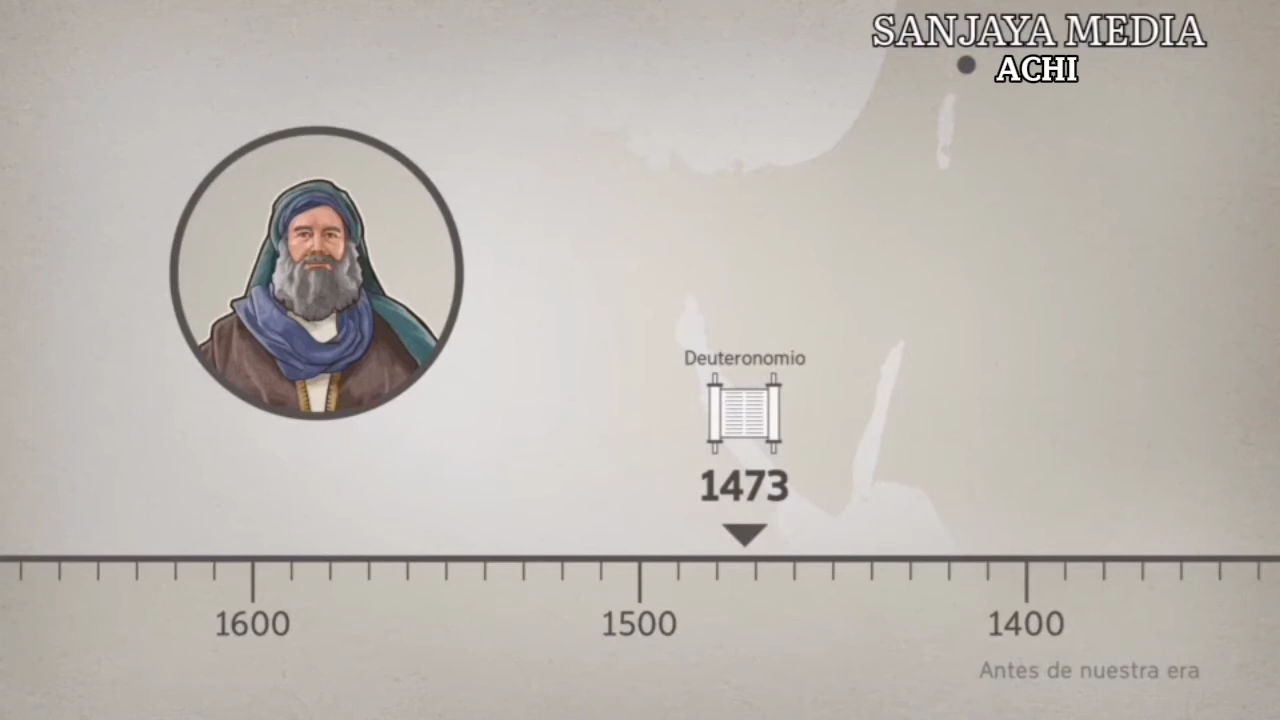 SANJAYA MEDIA
ACHI
Deuteronomio
1473
1600
1500
1400
Antes de nuestra era